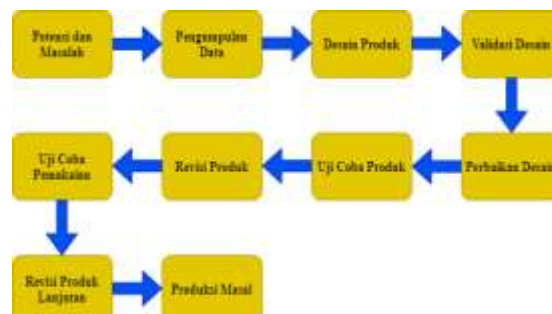 Potensi dan
Masalah
Pengumpulan
Data
Desain Produk
Validasi Desain
Perbaikan Desain
Uji Coba Produk
Revisi Produk
Uji Coba
Pemakaian
Revisi Produk
Lanjutan
Produksi Masal